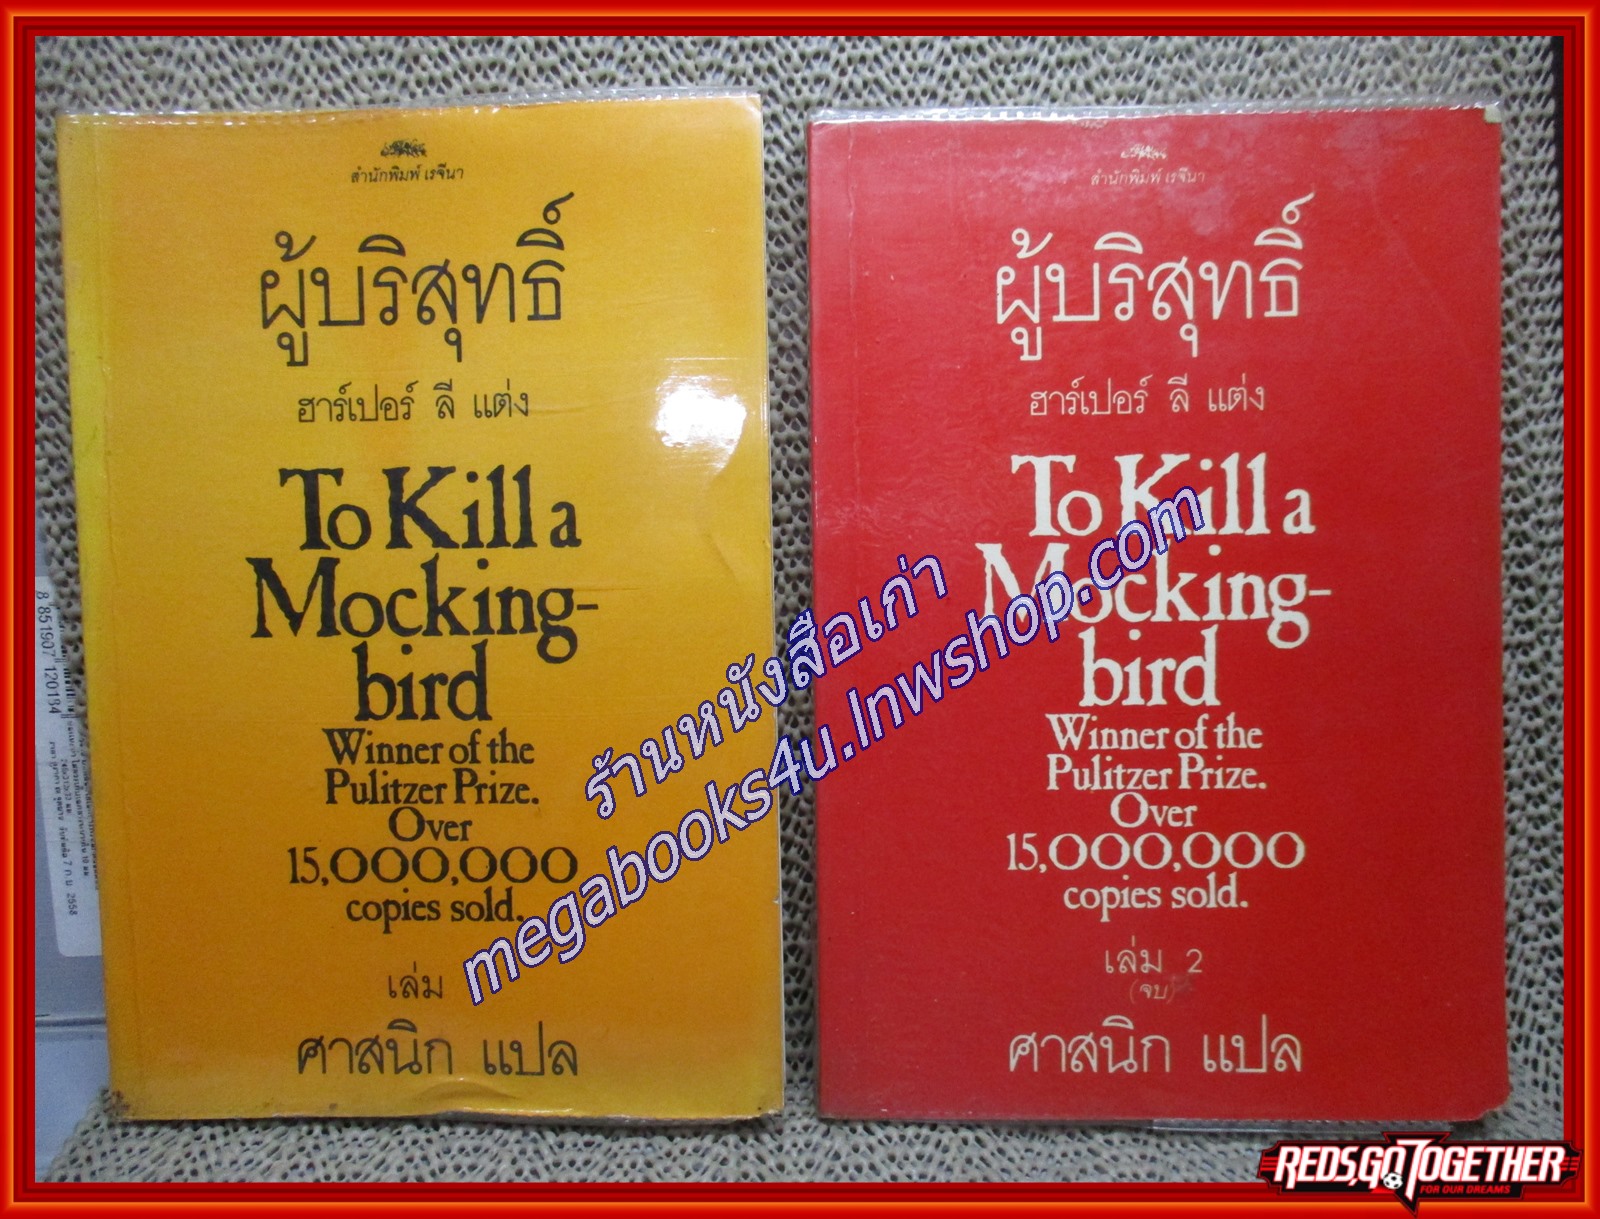 สำนักพิมพ์ เรจีนา
ผู้บริสุทธิ์
ฮาร์เปอร์ ลี แต่ง
To Kill a
Mocking-
bird
Winner of the
Pulitzer Prize.
Over
15,000,000
copies sold.
เล่ม
ศาสนิก แปล
สำนักพิมพ์ เรจีนา
ผู้บริสุทธิ์
ฮาร์เปอร์ ลี แต่ง
To Kill a
Mocking-
bird
Winner of the
Pulitzer Prize.
Over
15,000,000
copies sold.
เล่ม 2
(จบ)
ศาสนิก แปล
ร้านหนังสือเก่า
megabooks4u.lnwshop.com
8 851907 120194
REDS,GO TOGETHER
FOR OUR DREAMS